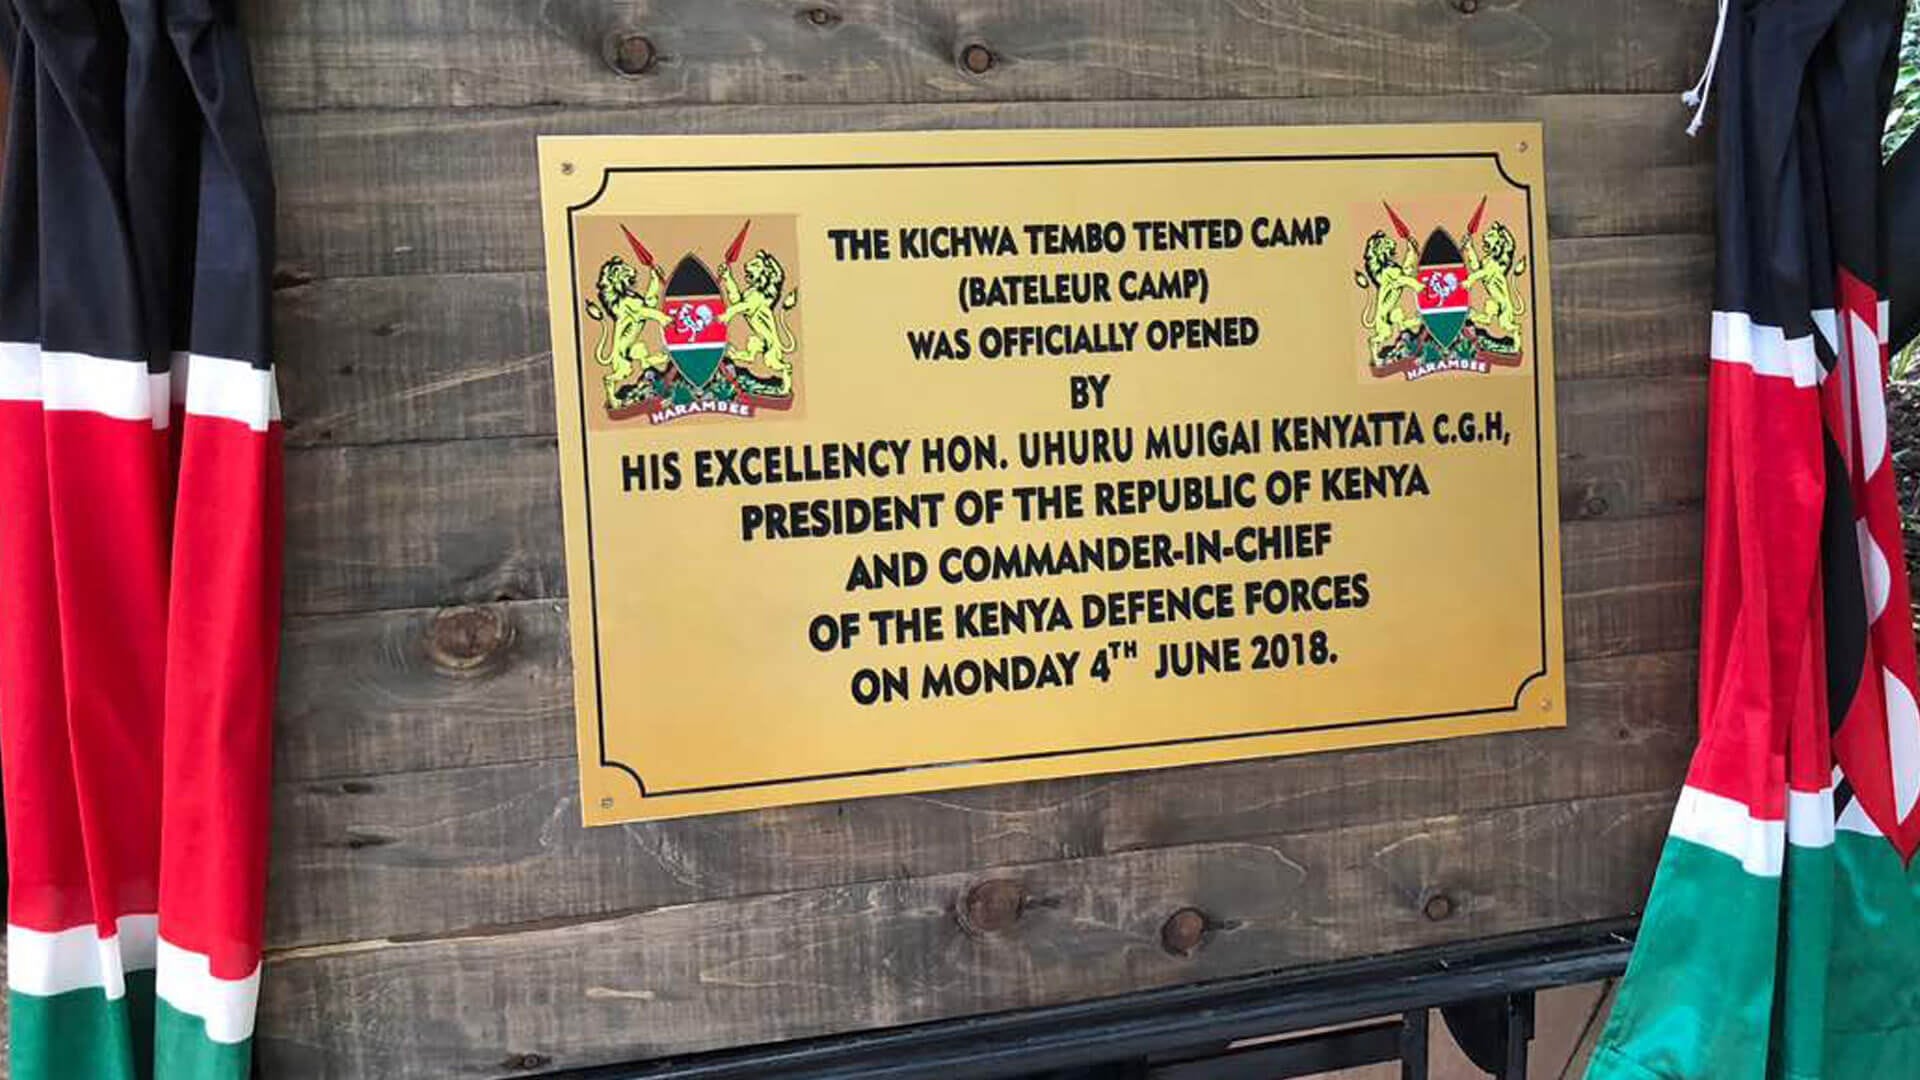 THE KICHWA TEMBO TENTED CAMP
(BATELEUR CAMP)
WAS OFFICIALLY OPENED
BY
HIS EXCELLENCY HON. UHURU MUIGAI KENYATTA C.G.H,
PRESIDENT OF THE REPUBLIC OF KENYA
AND COMMANDER-IN-CHIEF
OF THE KENYA DEFENCE FORCES
ON MONDAY 4TH JUNE 2018.
HARAMBEE
HARAMBEE